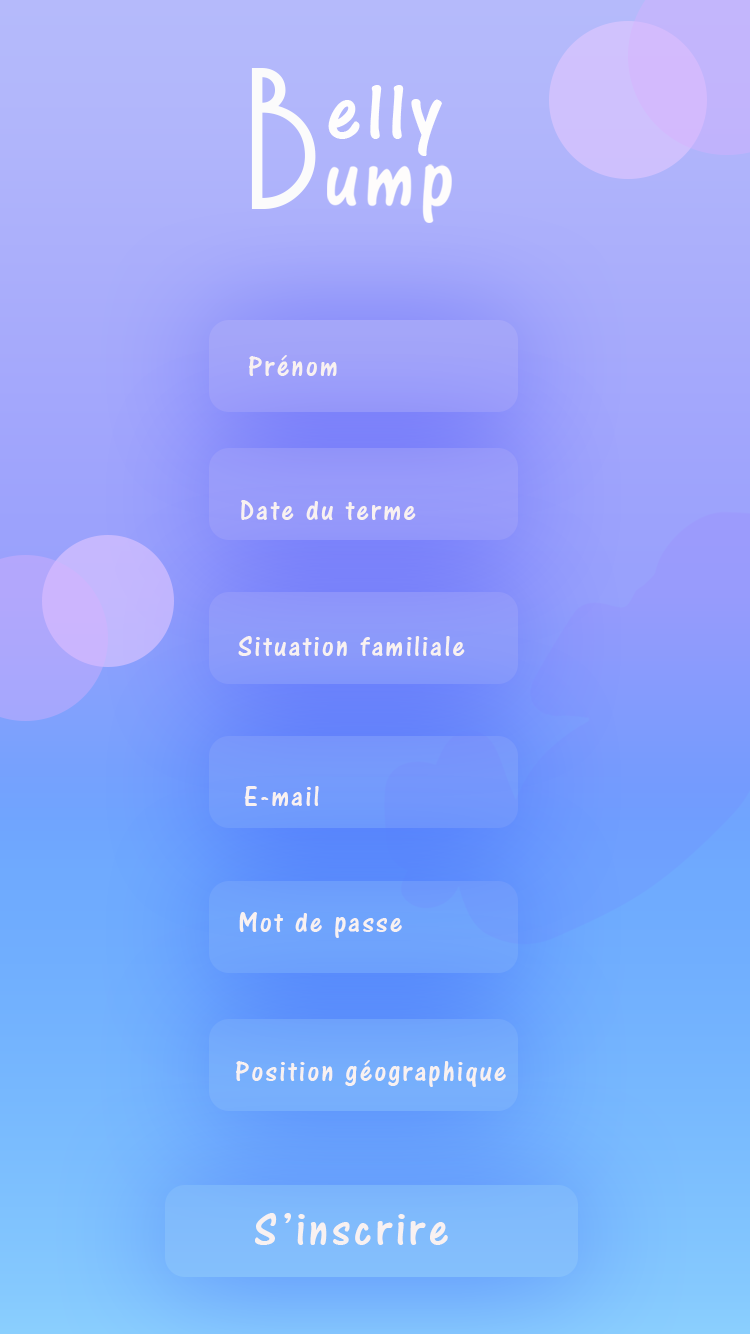 Belly
Bump
Prénom
Date du terme
Situation familiale
E-mail
Mot de passe
Position géographique
S’inscrire